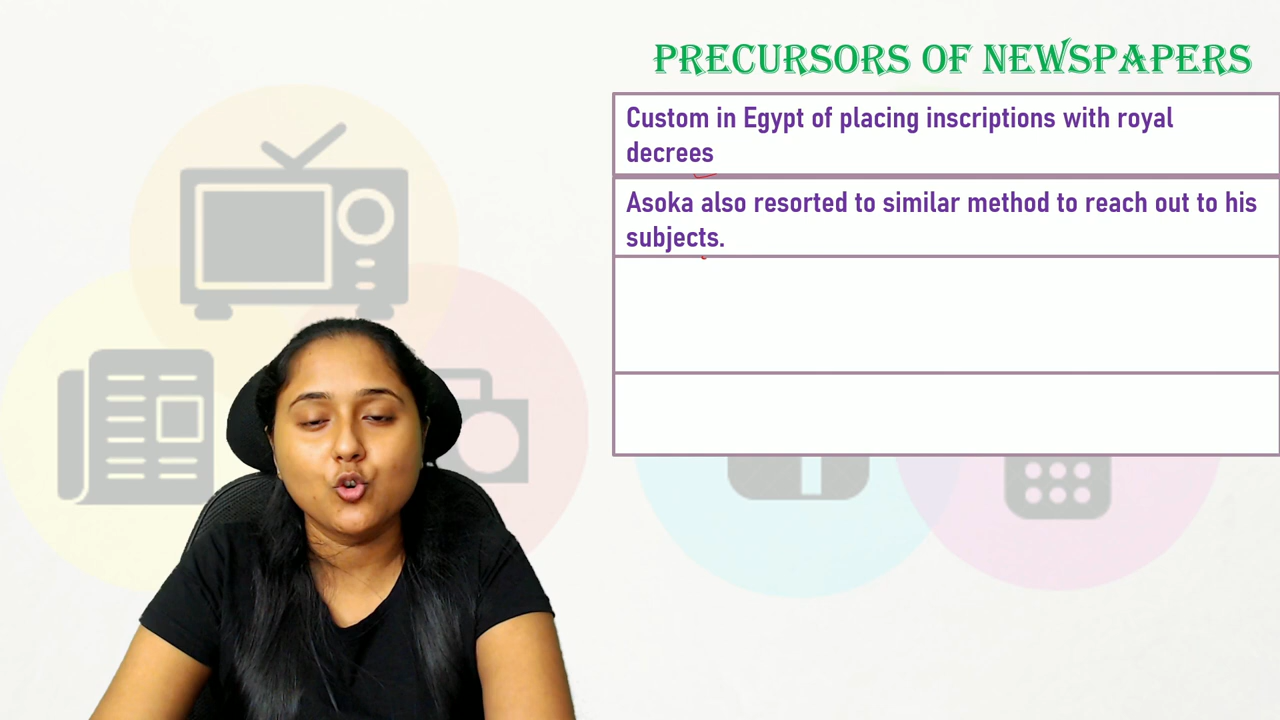 PRECURSORS OF NEWSPAPERS
Custom in Egypt of placing inscriptions with royal
decrees
Asoka also resorted to similar method to reach out to his
subjects.